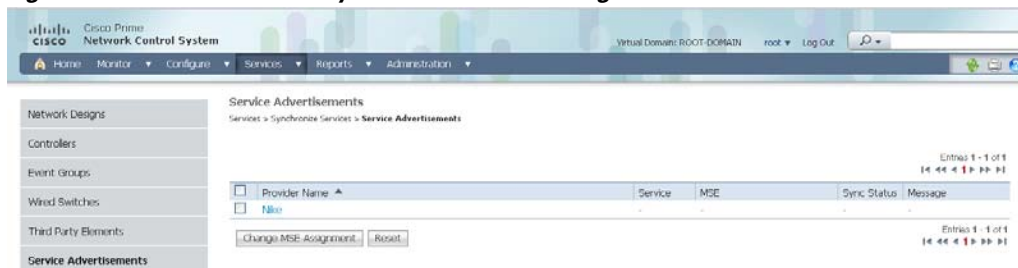 Cisco Prime
CISCO Network Control System
Virtual Domain: ROOT-DOMAIN root Log Out
Home Monitor Configure Services Reports Administration
Network Designs
Controllers
Event Groups
Wired Switches
Third Party Elements
Service Advertisements
Service Advertisements
Services > Synchronize Services > Service Advertisements
Entries 1 - 1 of 1
1
Provider Name Service MSE Sync Status Message
Nike - - - -
Change MSE Assignment Reset
Entries 1 - 1 of 1
1